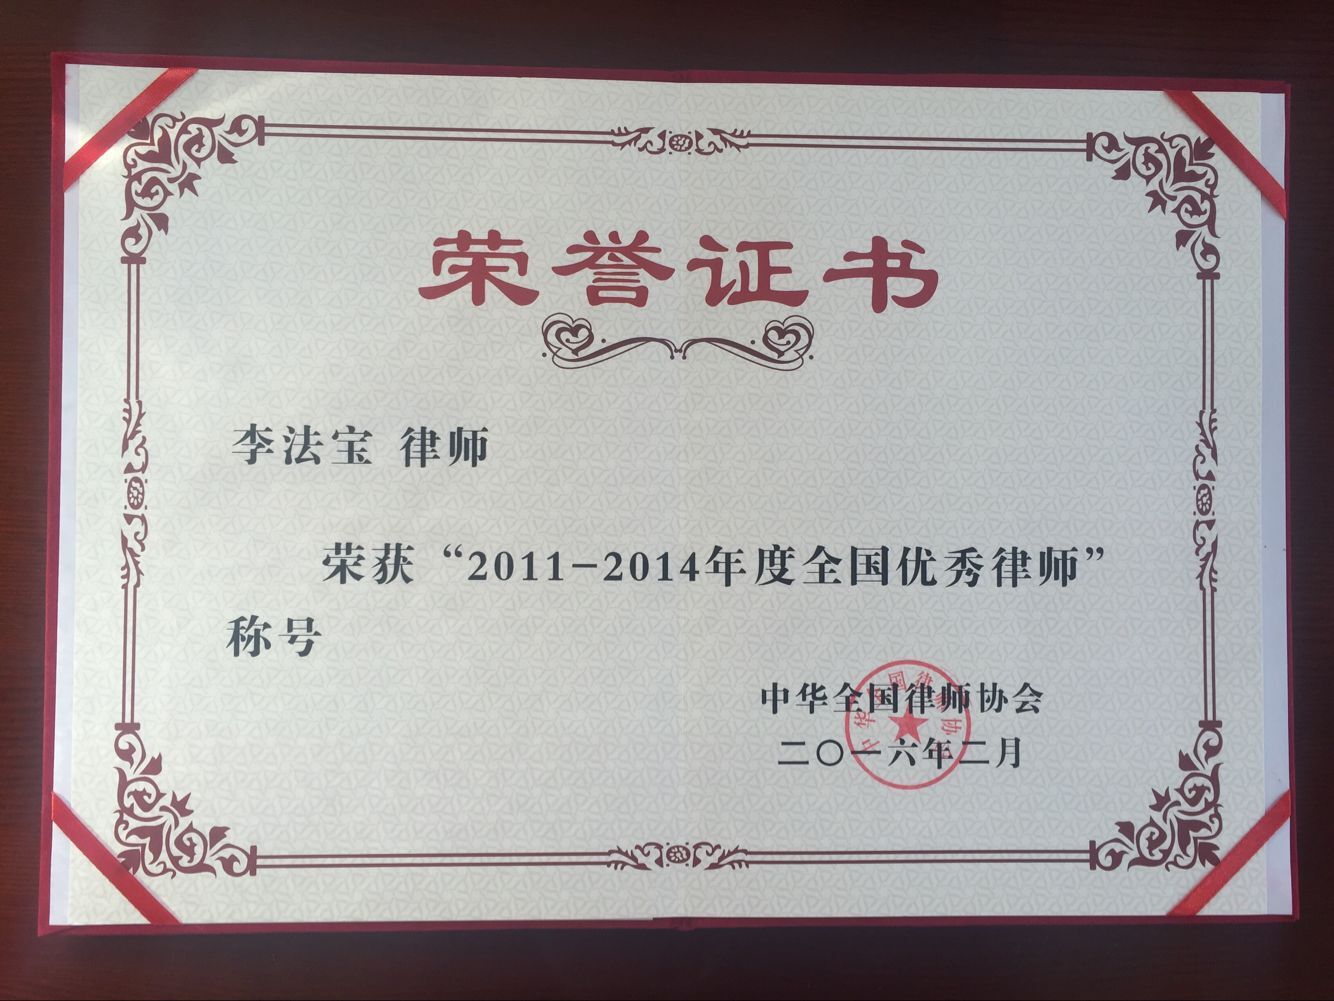 荣誉证书
李法宝 律师
荣获“2011-2014年度全国优秀律师”
称号
中华全国律师协会
二〇一六年二月